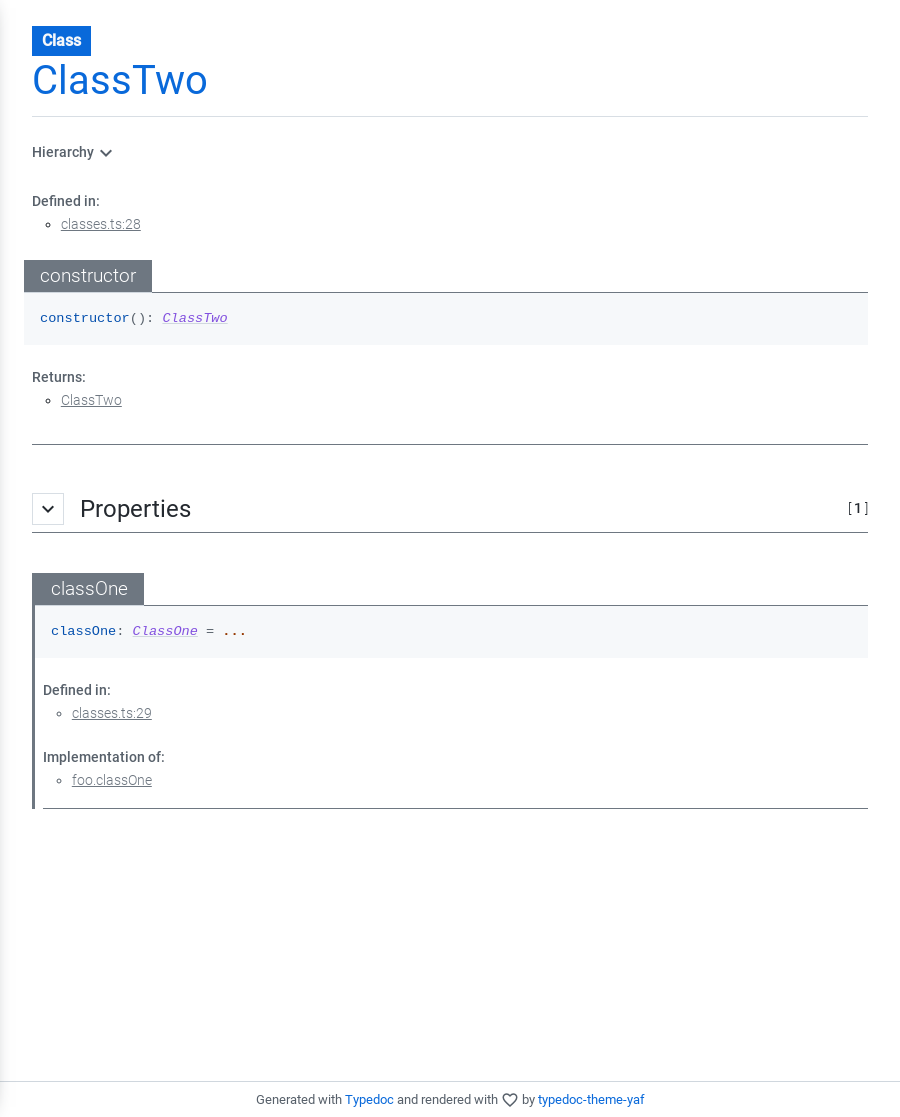 Class
ClassTwo
Hierarchy
Defined in:
classes.ts:28
constructor
constructor(): ClassTwo
Returns:
ClassTwo
Properties [ 1 ]
classOne
classOne: ClassOne = ...
Defined in:
classes.ts:29
Implementation of:
foo.classOne
Generated with Typedoc and rendered with by typedoc-theme-yaf